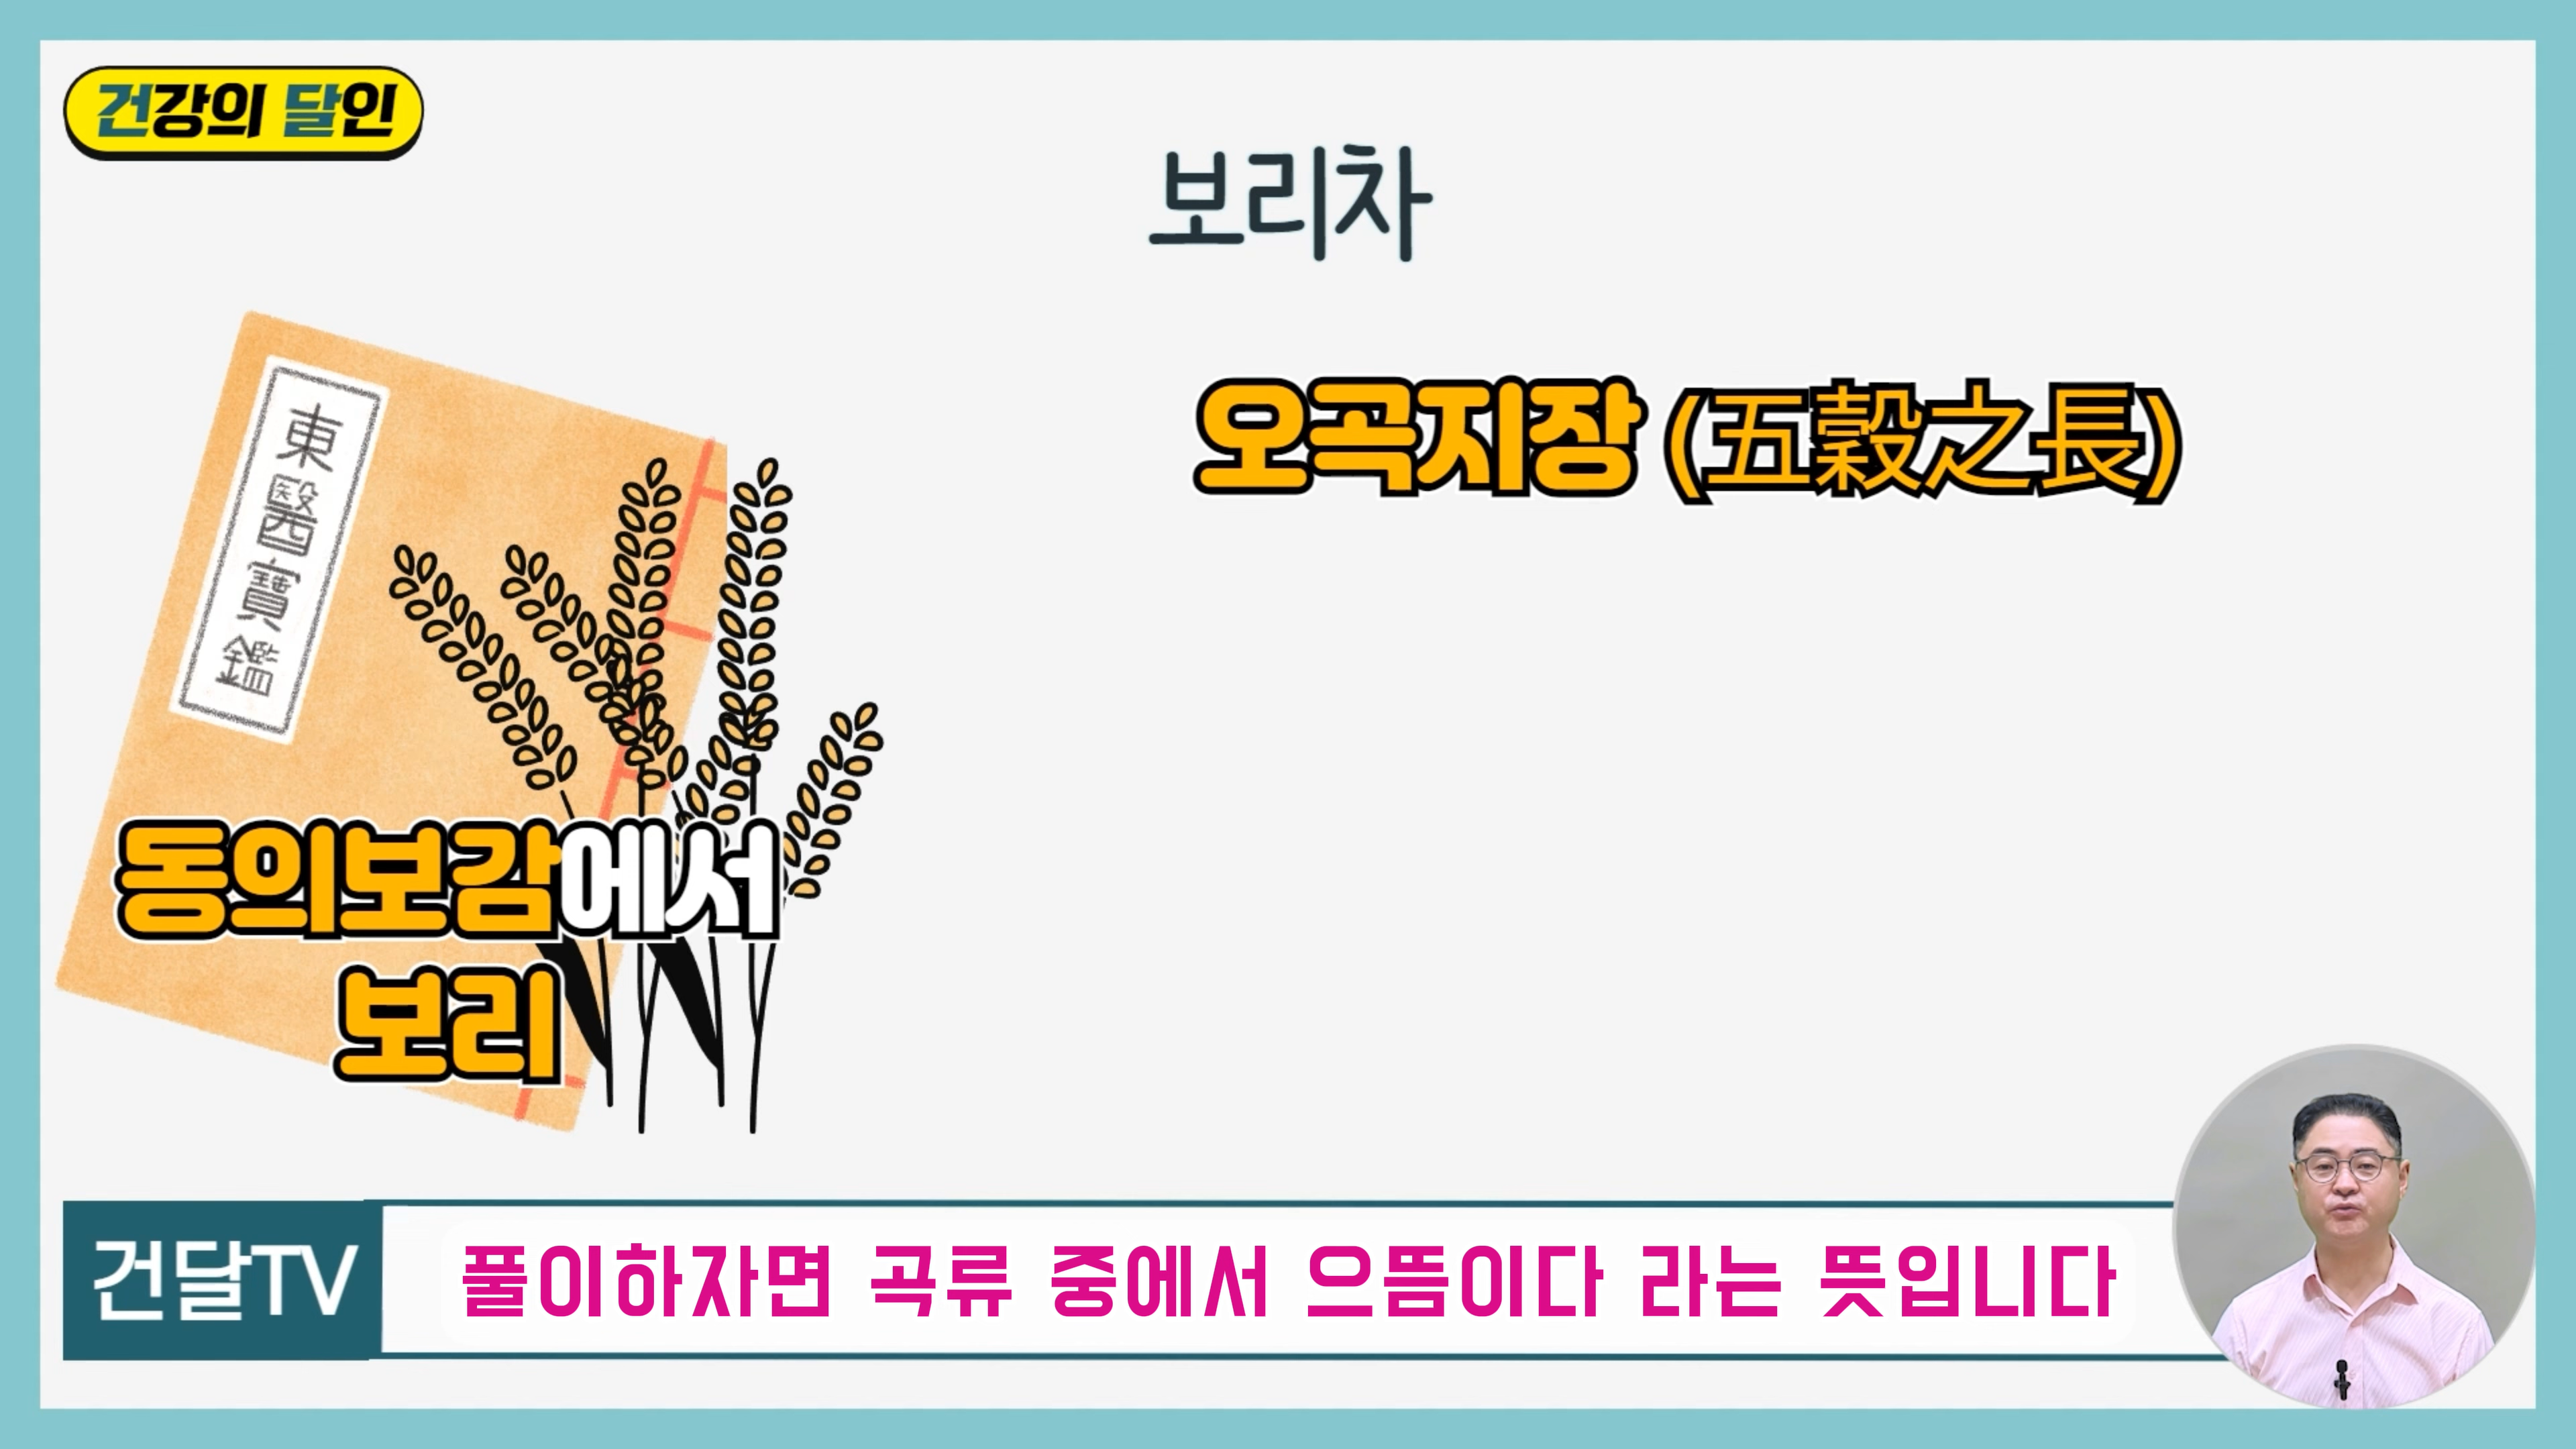 건강의 달인
보리차
오곡지장 (五穀之長)
東醫寶鑑
동의보감에서
보리
건달TV
풀이하자면 곡류 중에서 으뜸이다 라는 뜻입니다